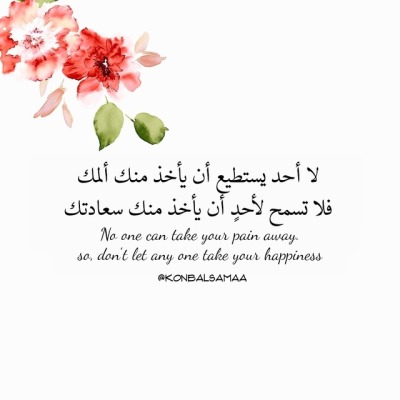 لا أحد يستطيع أن يأخذ منك ألمك
فلا تسمح لأحدٍ أن يأخذ منك سعادتك
No one can take your pain away.
so, don't let any one take your happiness
@KONBALSAMAA